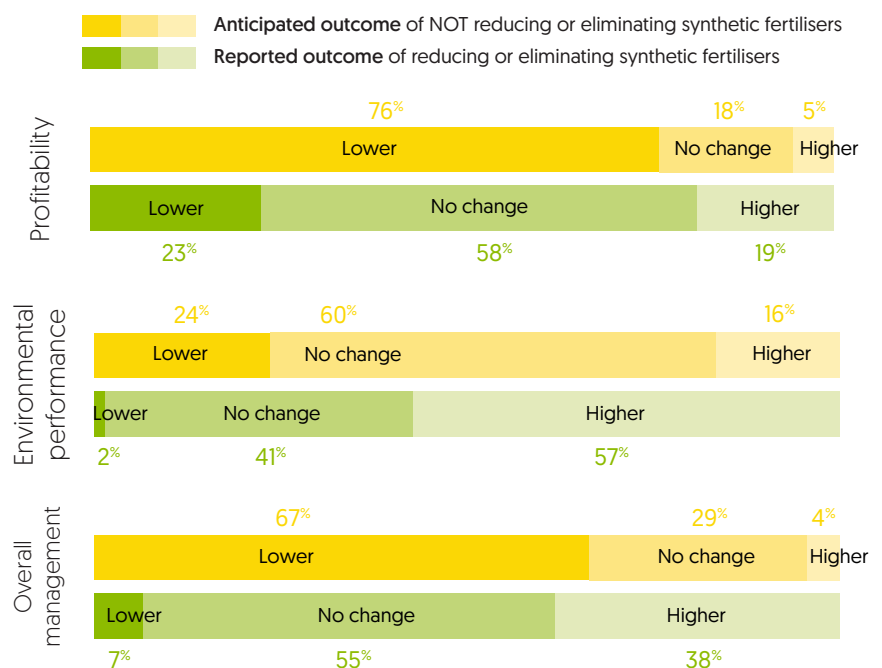 Anticipated outcome of NOT reducing or eliminating synthetic fertilisers
Reported outcome of reducing or eliminating synthetic fertilisers
Profitability
76% 18% 5%
Lower No change Higher
Lower No change Higher
23% 58% 19%
Environmental
performance
24% 60% 16%
Lower No change Higher
Lower No change Higher
2% 41% 57%
Overall
management
67% 29% 4%
Lower No change Higher
Lower No change Higher
7% 55% 38%